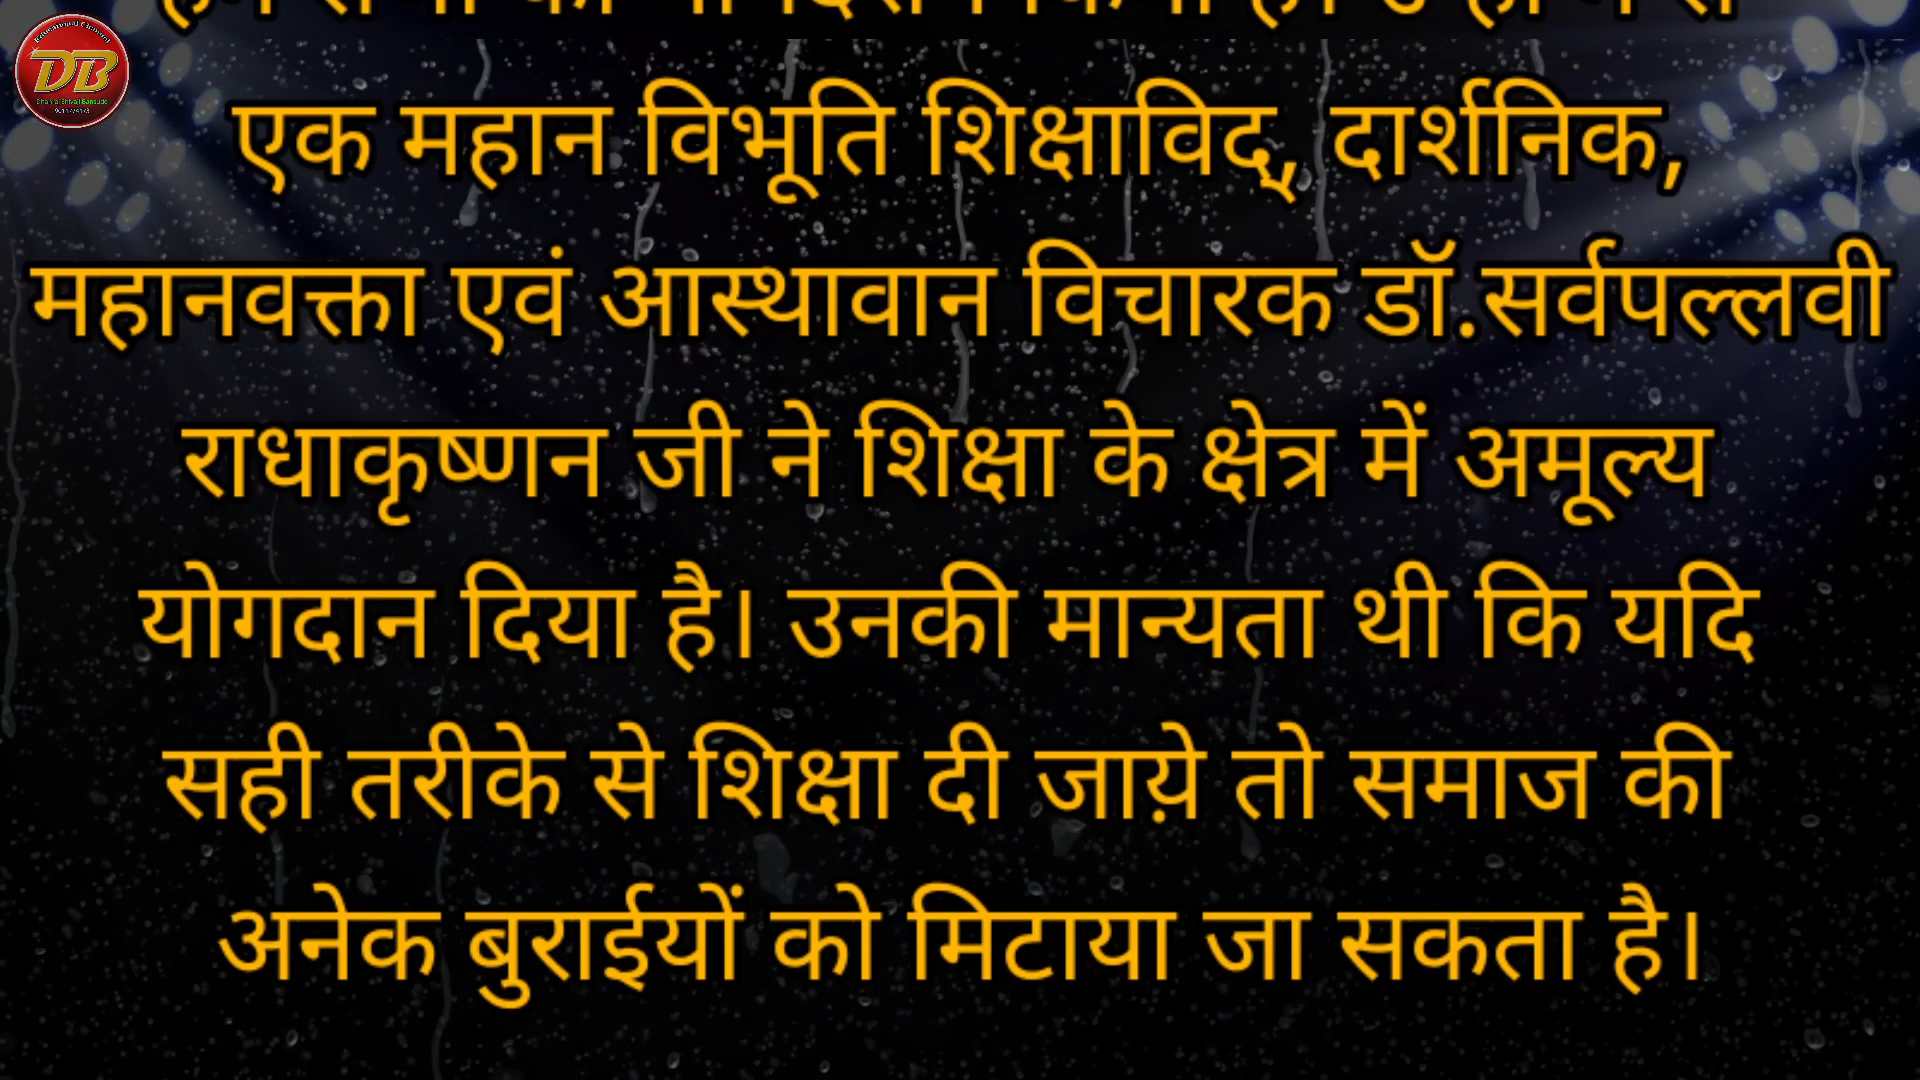 DB
एक महान विभूति शिक्षाविद्, दार्शनिक,
महानवक्ता एवं आस्थावान विचारक डॉ.सर्वपल्लवी
राधाकृष्णन जी ने शिक्षा के क्षेत्र में अमूल्य
योगदान दिया है। उनकी मान्यता थी कि यदि
सही तरीके से शिक्षा दी जाय़े तो समाज की
अनेक बुराईयों को मिटाया जा सकता है।